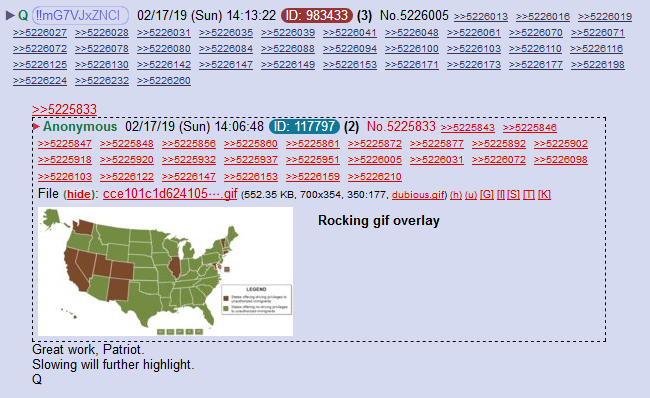 ▶ Q !!mG7VJxZNCI 02/17/19 (Sun) 14:13:22 ID: 983433 (3) No.5226005 >>5226013 >>5226016 >>5226019
>>5226027 >>5226028 >>5226031 >>5226035 >>5226039 >>5226041 >>5226048 >>5226061 >>5226070 >>5226071
>>5226072 >>5226078 >>5226080 >>5226084 >>5226088 >>5226094 >>5226100 >>5226103 >>5226110 >>5226116
>>5226125 >>5226130 >>5226142 >>5226147 >>5226149 >>5226153 >>5226171 >>5226173 >>5226177 >>5226198
>>5226224 >>5226232 >>5226260
>>5225833
▶Anonymous 02/17/19 (Sun) 14:06:48 ID: 117797 (2) No.5225833 >>5225843 >>5225846
>>5225847 >>5225848 >>5225856 >>5225860 >>5225861 >>5225872 >>5225877 >>5225892 >>5225902
>>5225918 >>5225920 >>5225932 >>5225937 >>5225951 >>5226005 >>5226031 >>5226072 >>5226098
>>5226103 >>5226122 >>5226147 >>5226153 >>5226159 >>5226210
File (hide): cce101c1d624105⋯.gif (552.35 KB, 700x354, 350:177, dubious.gif) (h) (u) [G] [I] [S] [T] [K]
Rocking gif overlay
LEGEND
States offering driving privileges to
unauthorized immigrants
States offering no driving privileges to
unauthorized immigrants
Great work, Patriot.
Slowing will further highlight.
Q